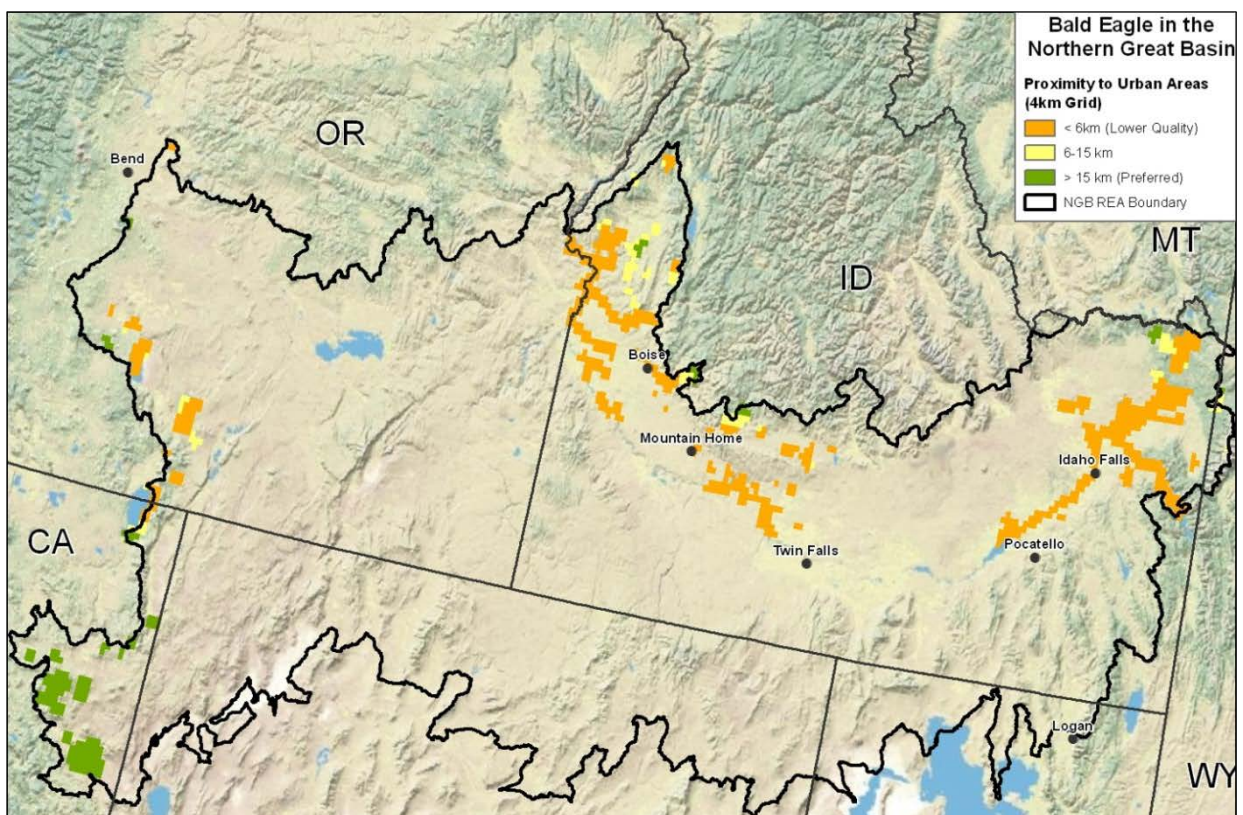 Bald Eagle in the
Northern Great Basin
Proximity to Urban Areas
(4km Grid)
< 6km (Lower Quality)
6-15 km
> 15 km (Preferred)
NGB REA Boundary
OR
Bend
MT
ID
Boise
Mountain Home
Idaho Falls
CA
Twin Falls
Pocatello
Logan
WY